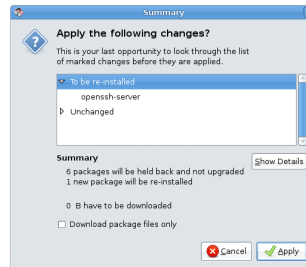 Summary
Apply the following changes?
This is your last opportunity to look through the list
of marked changes before they are applied.
To be re-installed
openssh-server
Unchanged
Summary
6 packages will be held back and not upgraded
1 new package will be re-installed
0 B have to be downloaded
Show Details
Download package files only
Cancel
Apply